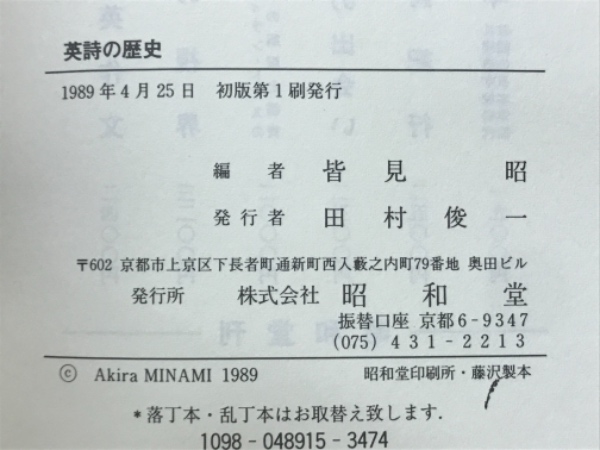 英詩の歴史
1989年4月25日 初版第1刷発行
編者 皆見昭
発行者 田村俊一
〒602 京都市上京区下長者町通新町西入藪之内町79番地 奥田ビル
発行所 株式会社 昭和堂
振替口座 京都6-9347
(075) 431-2213
© Akira MINAMI 1989 昭和堂印刷所・藤沢製本
*落丁本・乱丁本はお取替え致します.
1098-048915-3474